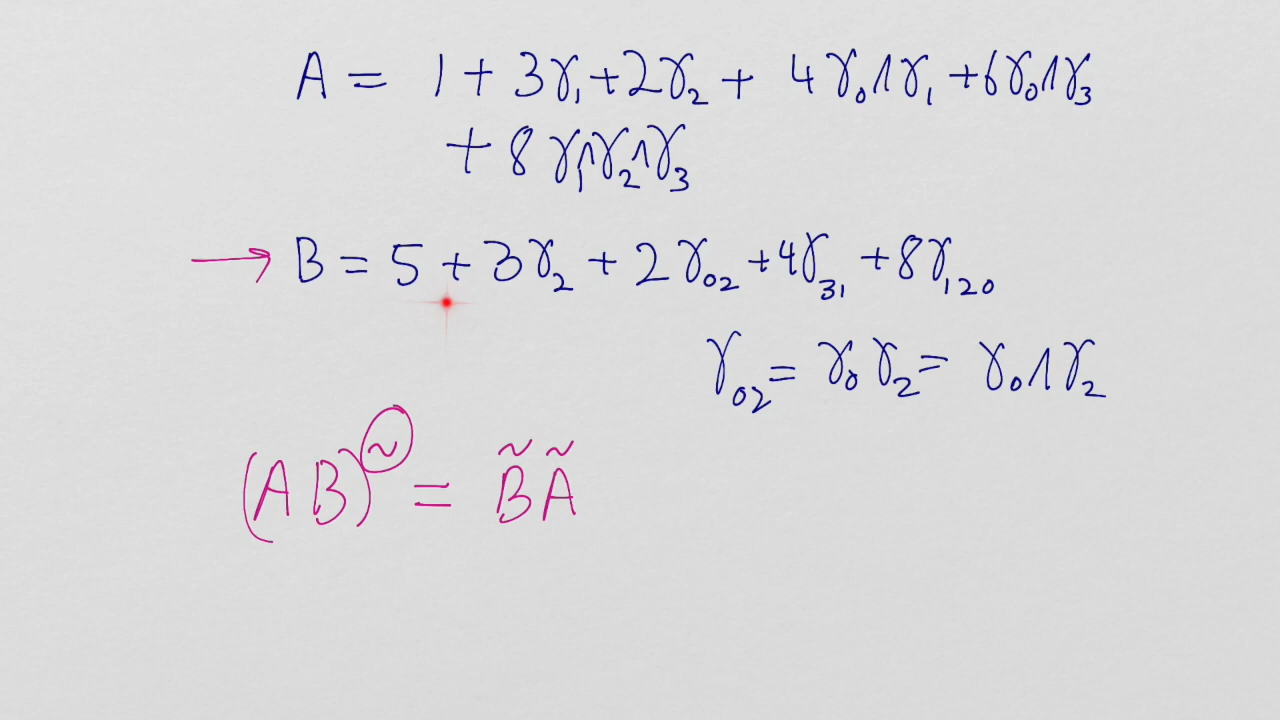 A = 1 + 3γ₁ + 2γ₂ + 4γ₀∧γ₁ + 6γ₀∧γ₃
+ 8γ₁∧γ₂∧γ₃
→ B = 5 + 3γ₂ + 2γ₀₂ + 4γ₃₁ + 8γ₁₂₀
γ₀₂ = γ₀γ₂ = γ₀∧γ₂
(AB)^~ = B̃Ã